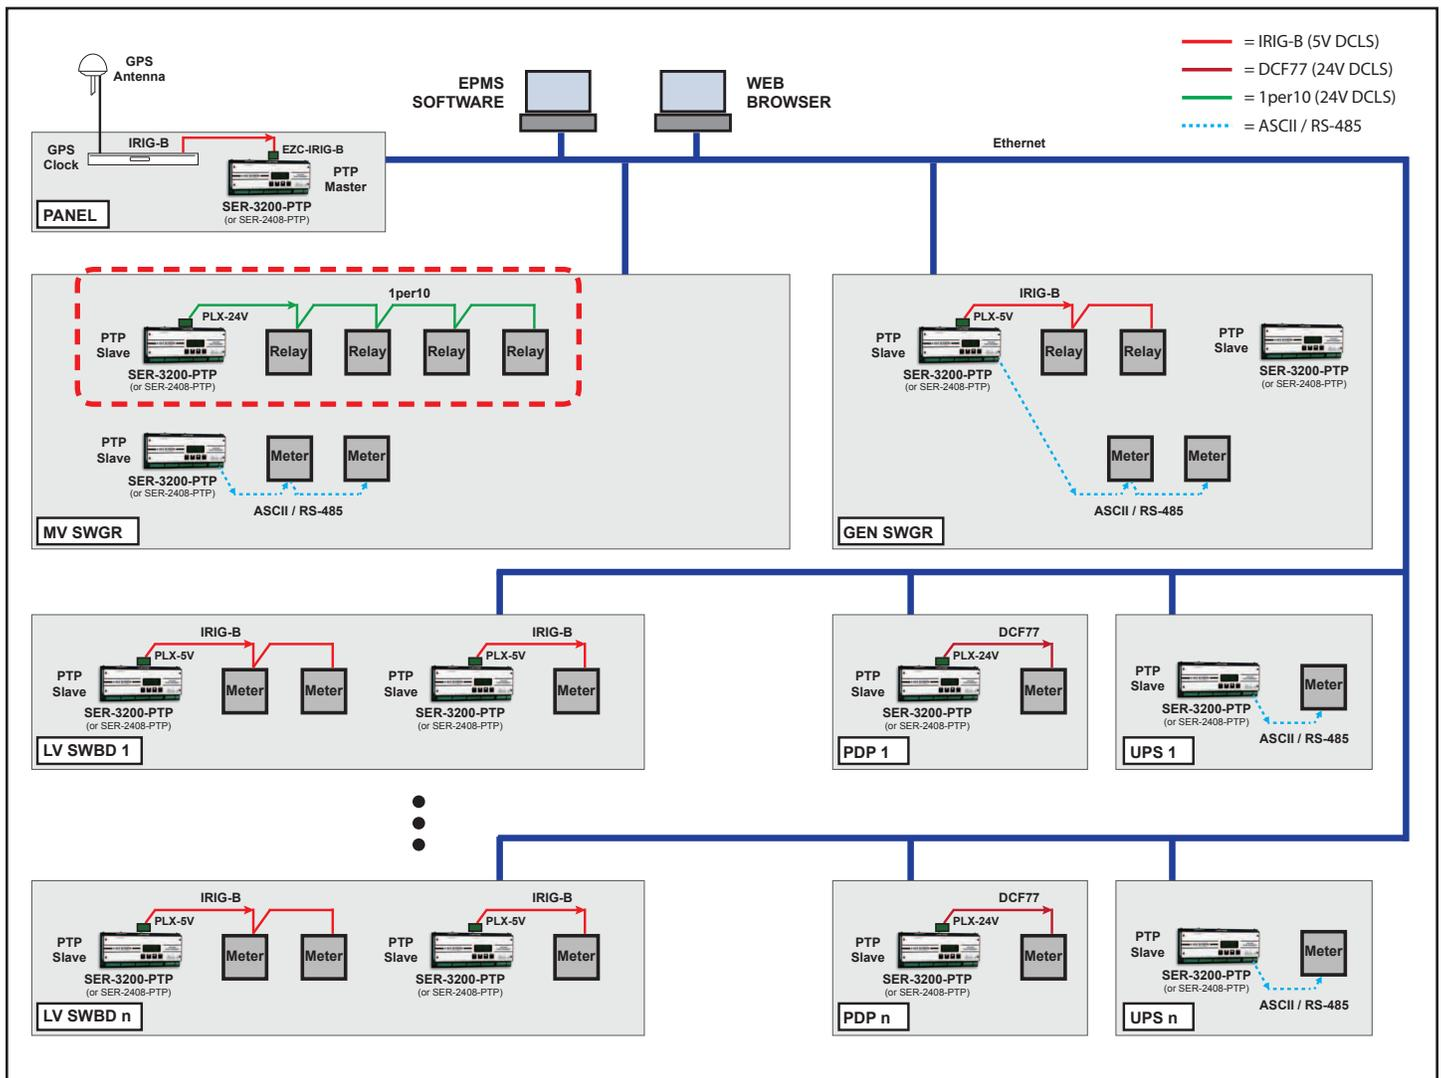 = IRIG-B (5V DCLS)
= DCF77 (24V DCLS)
= 1per10 (24V DCLS)
= ASCII / RS-485
GPS
Antenna
EPMS
SOFTWARE
WEB
BROWSER
Ethernet
GPS
Clock
IRIG-B
EZC-IRIG-B
PTP
Master
SER-3200-PTP
(or SER-2408-PTP)
PANEL
1per10
PLX-24V
PTP
Slave
Relay
Relay
Relay
Relay
SER-3200-PTP
(or SER-2408-PTP)
PTP
Slave
Meter
Meter
SER-3200-PTP
(or SER-2408-PTP)
ASCII / RS-485
MV SWGR
IRIG-B
PLX-5V
PTP
Slave
Relay
Relay
SER-3200-PTP
(or SER-2408-PTP)
PTP
Slave
SER-3200-PTP
(or SER-2408-PTP)
Meter
Meter
ASCII / RS-485
GEN SWGR
IRIG-B
PLX-5V
PTP
Slave
Meter
Meter
SER-3200-PTP
(or SER-2408-PTP)
IRIG-B
PLX-5V
PTP
Slave
Meter
SER-3200-PTP
(or SER-2408-PTP)
LV SWBD 1
DCF77
PLX-24V
PTP
Slave
Meter
SER-3200-PTP
(or SER-2408-PTP)
PDP 1
PTP
Slave
Meter
SER-3200-PTP
(or SER-2408-PTP)
ASCII / RS-485
UPS 1
IRIG-B
PLX-5V
PTP
Slave
Meter
Meter
SER-3200-PTP
(or SER-2408-PTP)
IRIG-B
PLX-5V
PTP
Slave
Meter
SER-3200-PTP
(or SER-2408-PTP)
LV SWBD n
DCF77
PLX-24V
PTP
Slave
Meter
SER-3200-PTP
(or SER-2408-PTP)
PDP n
PTP
Slave
Meter
SER-3200-PTP
(or SER-2408-PTP)
ASCII / RS-485
UPS n